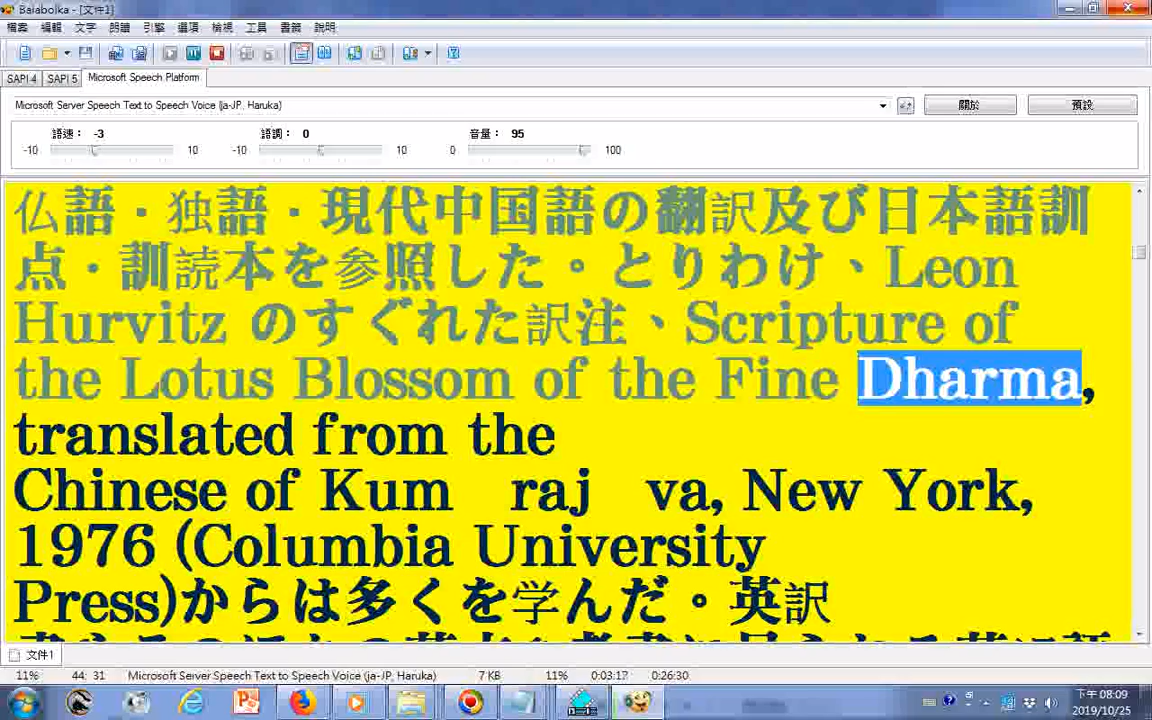 Balabolka - [文件1]
檔案 編輯 文字 朗讀 引擎 選項 檢視 工具 書籤 說明
SAPI 4 SAPI 5 Microsoft Speech Platform
Microsoft Server Speech Text to Speech Voice (ja-JP, Haruka) 關於 預設
語速： -3 語調： 0 音量： 95
-10 10 -10 10 0 100
仏語・独語・現代中国語の翻訳及び日本語訓
点・訓読本を参照した。とりわけ、Leon
Hurvitz のすぐれた訳注、Scripture of
the Lotus Blossom of the Fine Dharma,
translated from the
Chinese of Kum raj va, New York,
1976 (Columbia University
Press)からは多くを学んだ。英訳
文件1
11% 44: 31 Microsoft Server Speech Text to Speech Voice (ja-JP, Haruka) 7 KB 11% 0:03:17 0:26:30
下午 08:09
2019/10/25